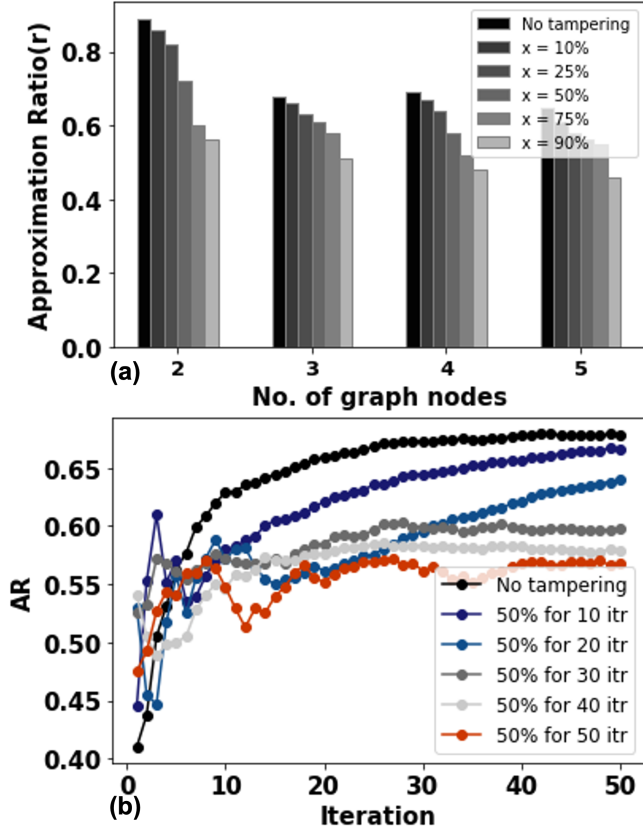 Approximation Ratio(r)
0.8
0.6
0.4
0.2
0.0
No tampering
x = 10%
x = 25%
x = 50%
x = 75%
x = 90%
2 3 4 5
(a)
No. of graph nodes
AR
0.65
0.60
0.55
0.50
0.45
0.40
No tampering
50% for 10 itr
50% for 20 itr
50% for 30 itr
50% for 40 itr
50% for 50 itr
0 10 20 30 40 50
(b)
Iteration